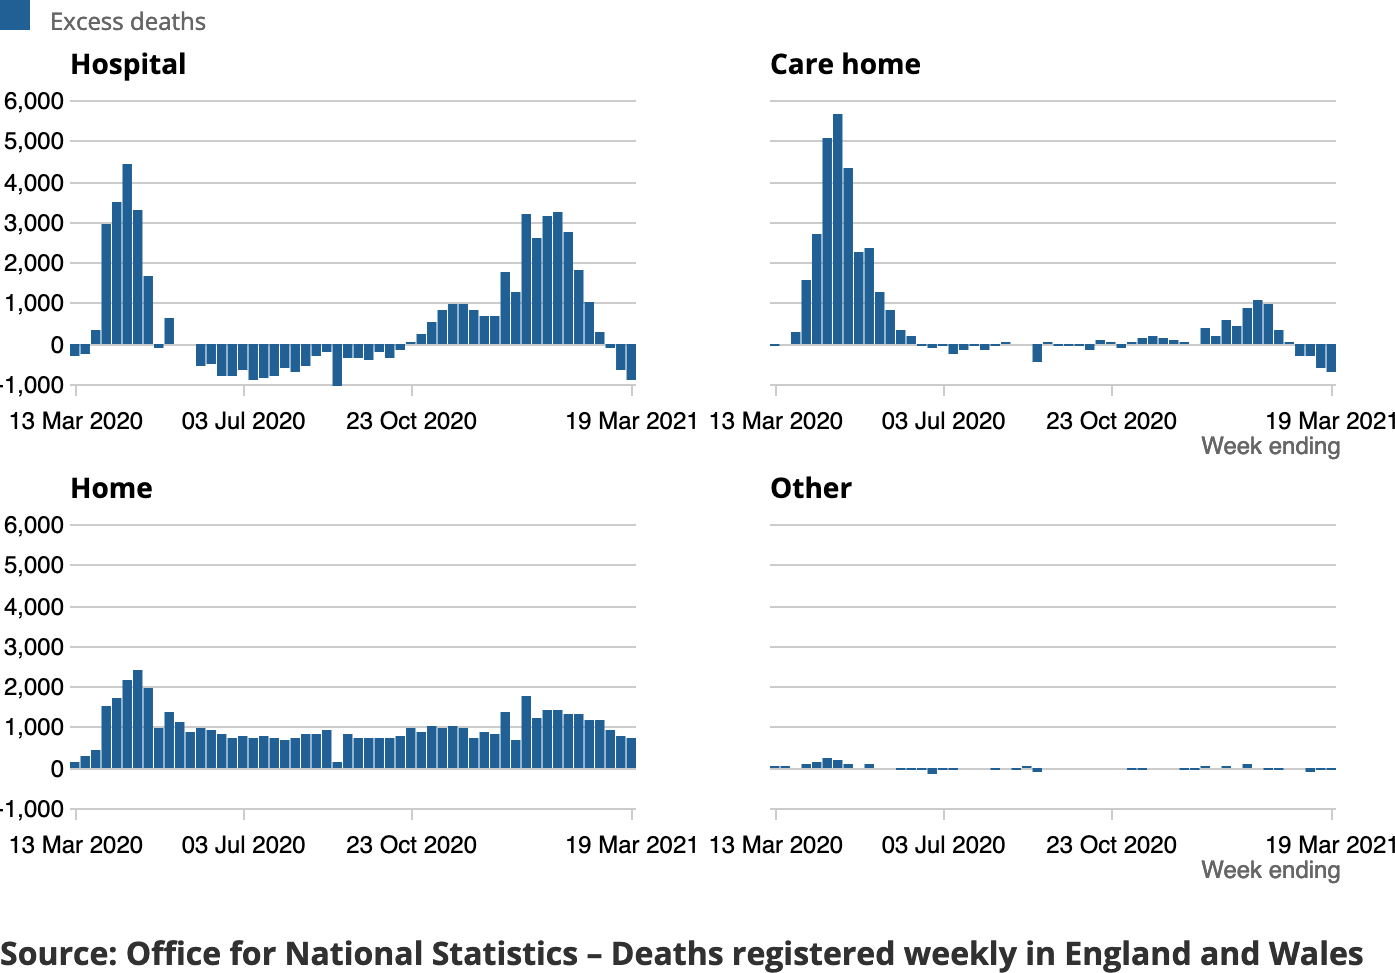 Excess deaths
Hospital
6,000
5,000
4,000
3,000
2,000
1,000
0
-1,000
13 Mar 2020 03 Jul 2020 23 Oct 2020 19 Mar 2021
Care home
13 Mar 2020 03 Jul 2020 23 Oct 2020 19 Mar 2021
Week ending
Home
6,000
5,000
4,000
3,000
2,000
1,000
0
-1,000
13 Mar 2020 03 Jul 2020 23 Oct 2020 19 Mar 2021
Other
13 Mar 2020 03 Jul 2020 23 Oct 2020 19 Mar 2021
Week ending
Source: Office for National Statistics – Deaths registered weekly in England and Wales